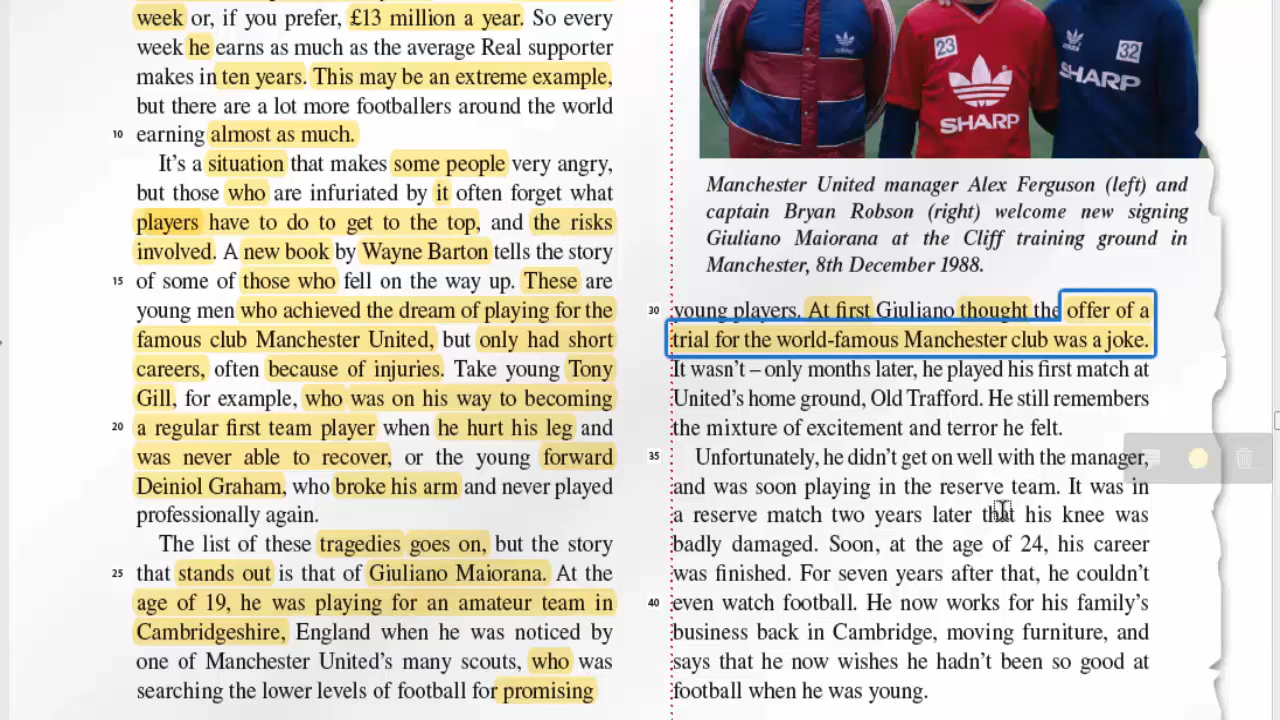 week or, if you prefer, £13 million a year. So every
week he earns as much as the average Real supporter
makes in ten years. This may be an extreme example,
but there are a lot more footballers around the world
10 earning almost as much.
It's a situation that makes some people very angry,
but those who are infuriated by it often forget what
players have to do to get to the top, and the risks
involved. A new book by Wayne Barton tells the story
15 of some of those who fell on the way up. These are
young men who achieved the dream of playing for the
famous club Manchester United, but only had short
careers, often because of injuries. Take young Tony
Gill, for example, who was on his way to becoming
20 a regular first team player when he hurt his leg and
was never able to recover, or the young forward
Deiniol Graham, who broke his arm and never played
professionally again.
The list of these tragedies goes on, but the story
25 that stands out is that of Giuliano Maiorana. At the
age of 19, he was playing for an amateur team in
Cambridgeshire, England when he was noticed by
one of Manchester United's many scouts, who was
searching the lower levels of football for promising
adidas
23
SHARP
32
SHARP
Manchester United manager Alex Ferguson (left) and
captain Bryan Robson (right) welcome new signing
Giuliano Maiorana at the Cliff training ground in
Manchester, 8th December 1988.
30 young players. At first Giuliano thought the offer of a
trial for the world-famous Manchester club was a joke.
It wasn't – only months later, he played his first match at
United's home ground, Old Trafford. He still remembers
the mixture of excitement and terror he felt.
35 Unfortunately, he didn't get on well with the manager,
and was soon playing in the reserve team. It was in
a reserve match two years later that his knee was
badly damaged. Soon, at the age of 24, his career
was finished. For seven years after that, he couldn't
40 even watch football. He now works for his family's
business back in Cambridge, moving furniture, and
says that he now wishes he hadn't been so good at
football when he was young.